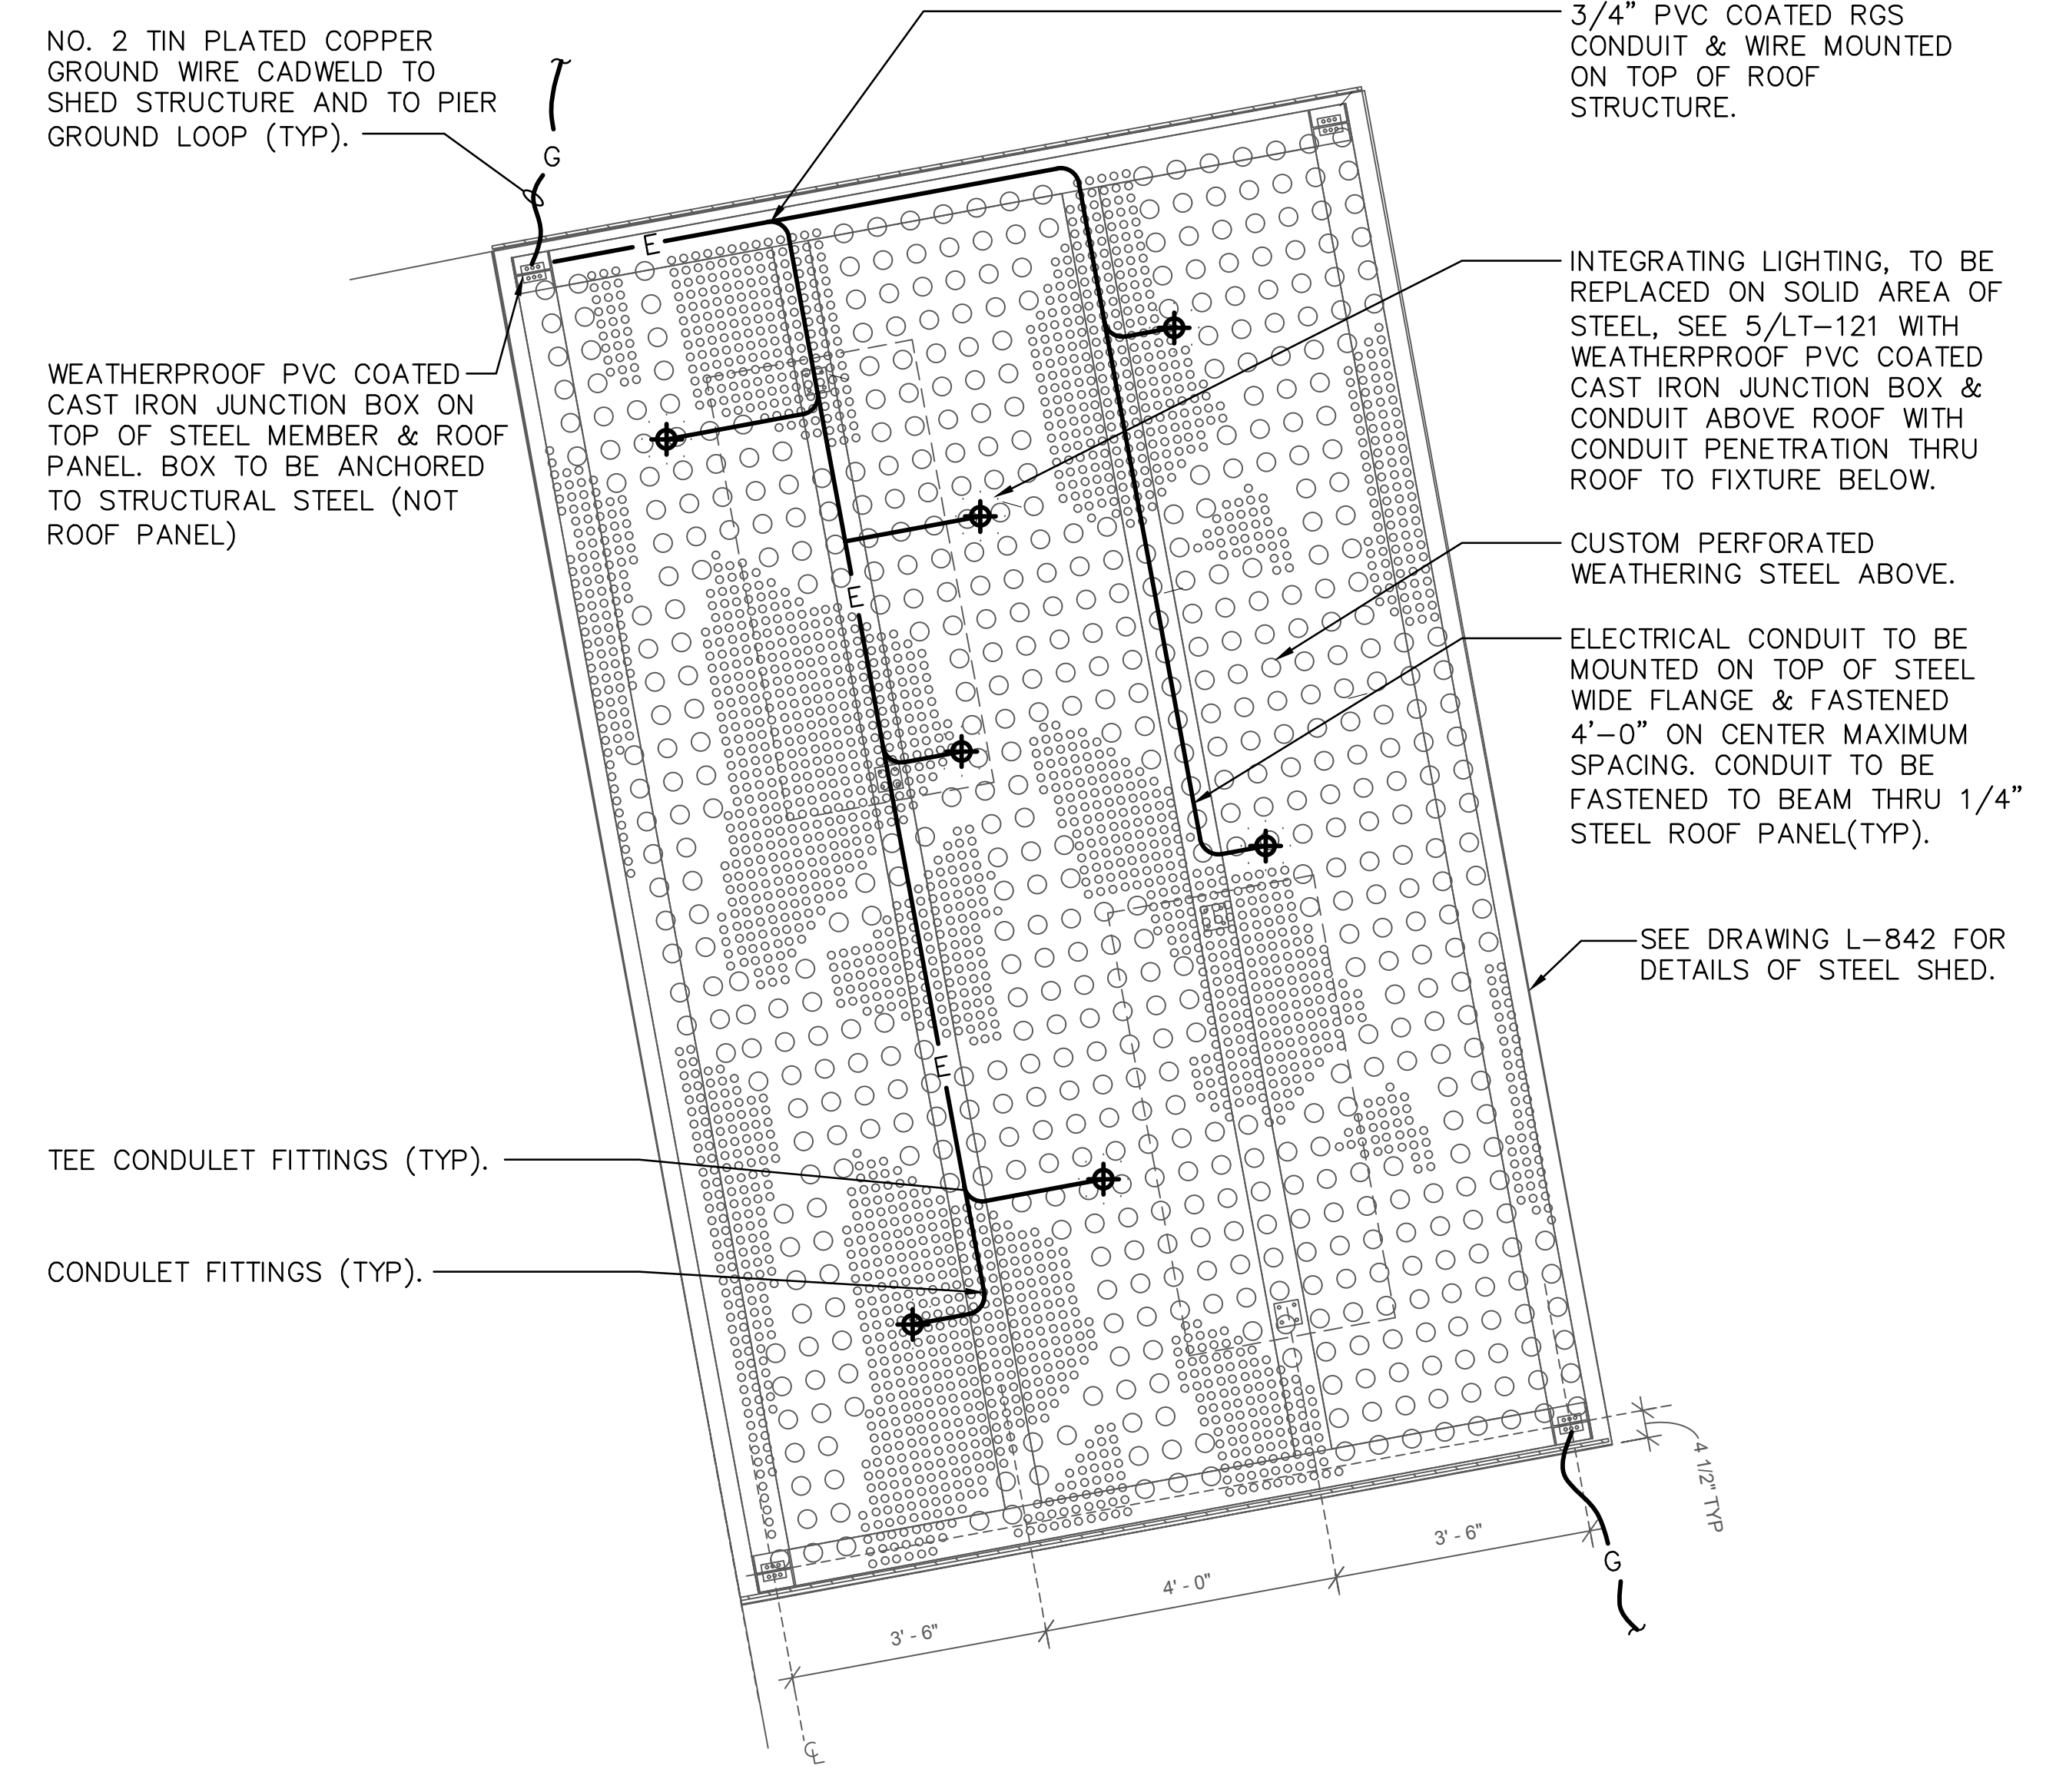 NO. 2 TIN PLATED COPPER
GROUND WIRE CADWELD TO
SHED STRUCTURE AND TO PIER
GROUND LOOP (TYP).
G
3/4" PVC COATED RGS
CONDUIT & WIRE MOUNTED
ON TOP OF ROOF
STRUCTURE.
E
WEATHERPROOF PVC COATED
CAST IRON JUNCTION BOX ON
TOP OF STEEL MEMBER & ROOF
PANEL. BOX TO BE ANCHORED
TO STRUCTURAL STEEL (NOT
ROOF PANEL)
INTEGRATING LIGHTING, TO BE
REPLACED ON SOLID AREA OF
STEEL, SEE 5/LT-121 WITH
WEATHERPROOF PVC COATED
CAST IRON JUNCTION BOX &
CONDUIT ABOVE ROOF WITH
CONDUIT PENETRATION THRU
ROOF TO FIXTURE BELOW.
CUSTOM PERFORATED
WEATHERING STEEL ABOVE.
E
ELECTRICAL CONDUIT TO BE
MOUNTED ON TOP OF STEEL
WIDE FLANGE & FASTENED
4'-0" ON CENTER MAXIMUM
SPACING. CONDUIT TO BE
FASTENED TO BEAM THRU 1/4"
STEEL ROOF PANEL(TYP).
SEE DRAWING L-842 FOR
DETAILS OF STEEL SHED.
E
TEE CONDULET FITTINGS (TYP).
CONDULET FITTINGS (TYP).
4 1/2" TYP
3' - 6"
G
4' - 0"
3' - 6"
℄